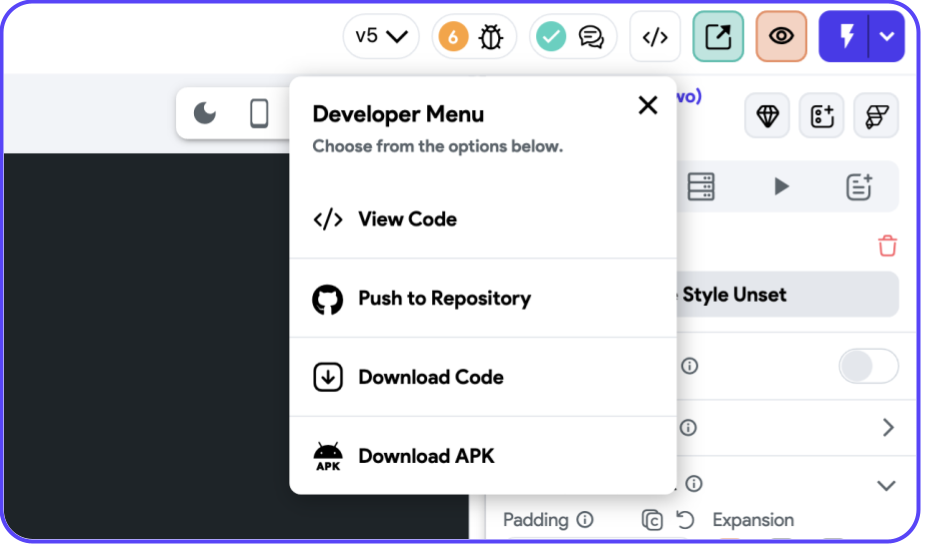 v5
6
</>
Developer Menu
wo)
Choose from the options below.
</> View Code
Push to Repository
Style Unset
Download Code
APK Download APK
Padding
Expansion